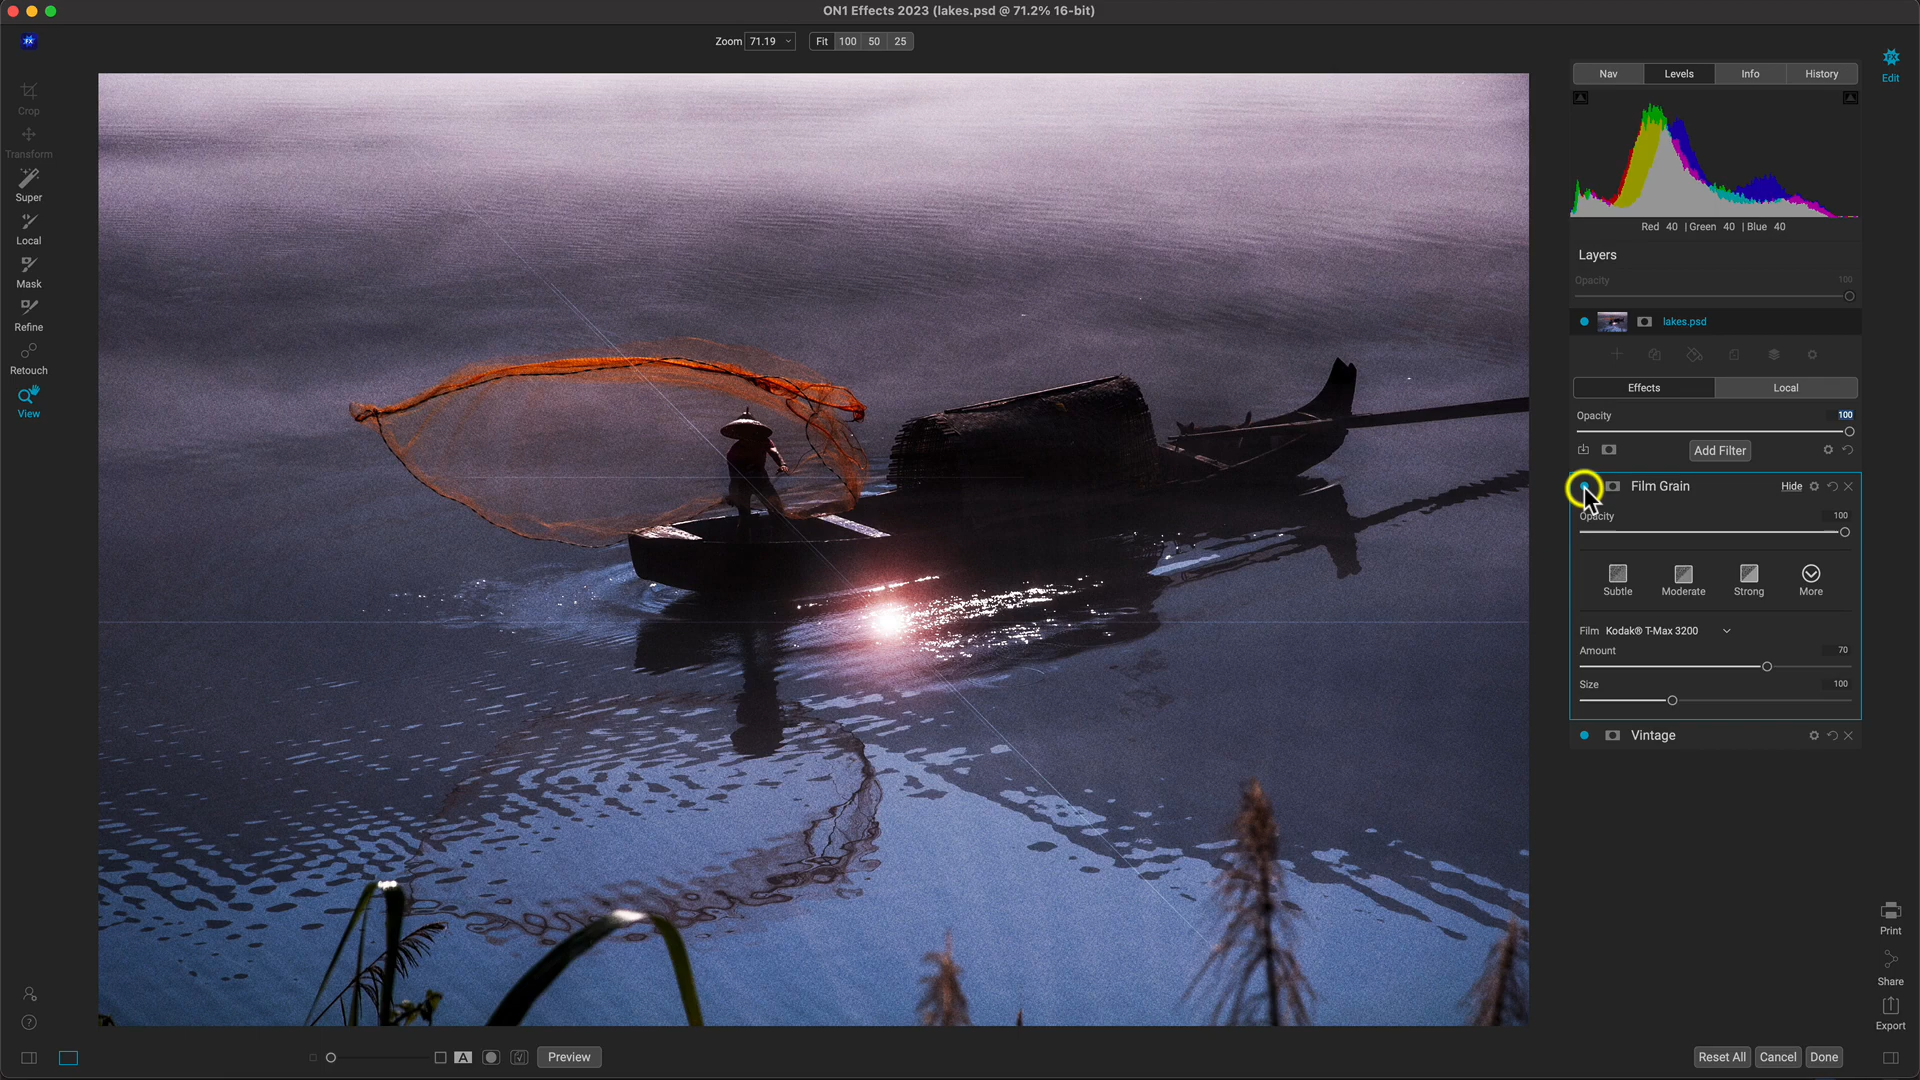 ON1 Effects 2023 (lakes.psd @ 71.2% 16-bit)
FX
Zoom 71.19 Fit 100 50 25
Nav Levels Info History
Edit
Crop
Transform
Super
Local
Mask
Refine
Retouch
View
Red 40 | Green 40 | Blue 40
Layers
Opacity 100
lakes.psd
Effects Local
Opacity 100
Add Filter
Film Grain Hide
Opacity 100
Subtle Moderate Strong More
Film Kodak® T-Max 3200
Amount 70
Size 100
Vintage
Print
Share
Export
A Preview
Reset All Cancel Done